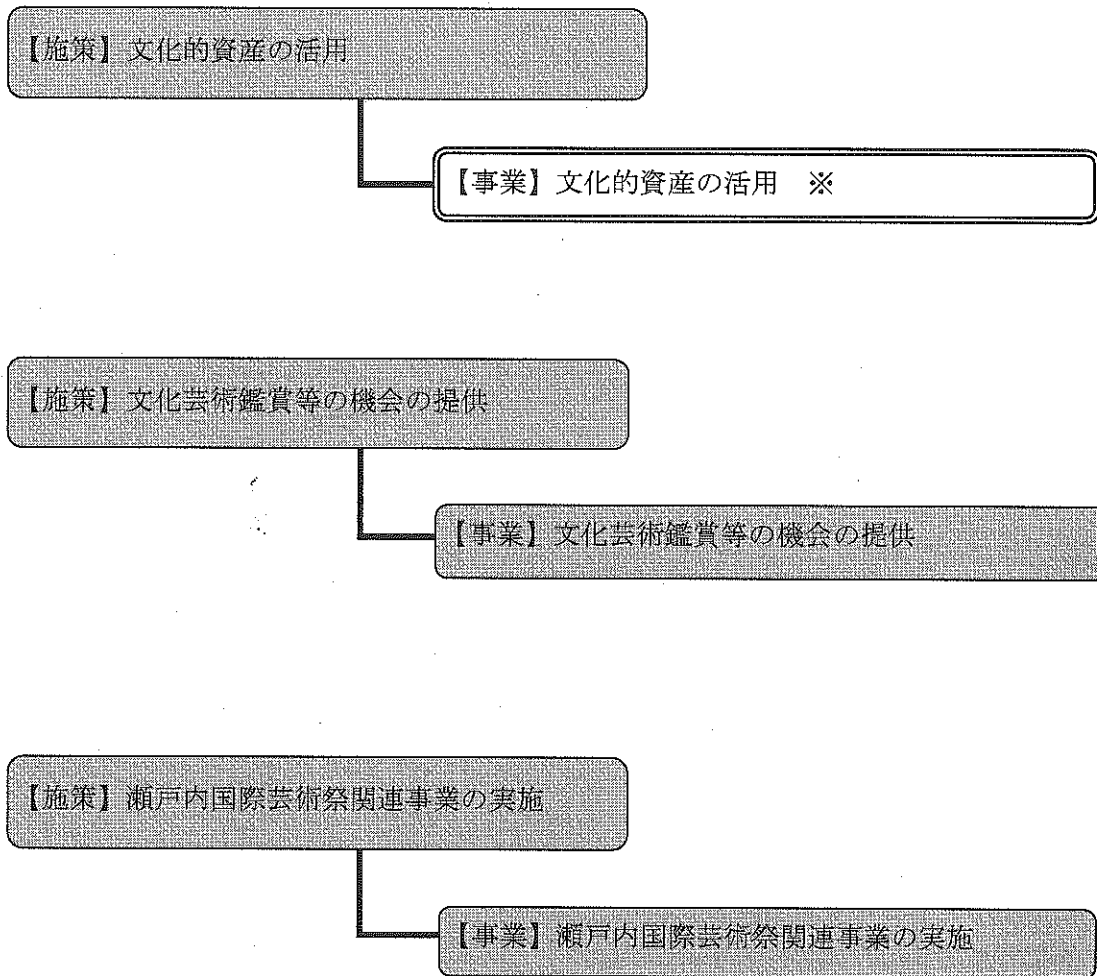 【施策】文化的資産の活用
【事業】文化的資産の活用　※
【施策】文化芸術鑑賞等の機会の提供
【事業】文化芸術鑑賞等の機会の提供
【施策】瀬戸内国際芸術祭関連事業の実施
【事業】瀬戸内国際芸術祭関連事業の実施